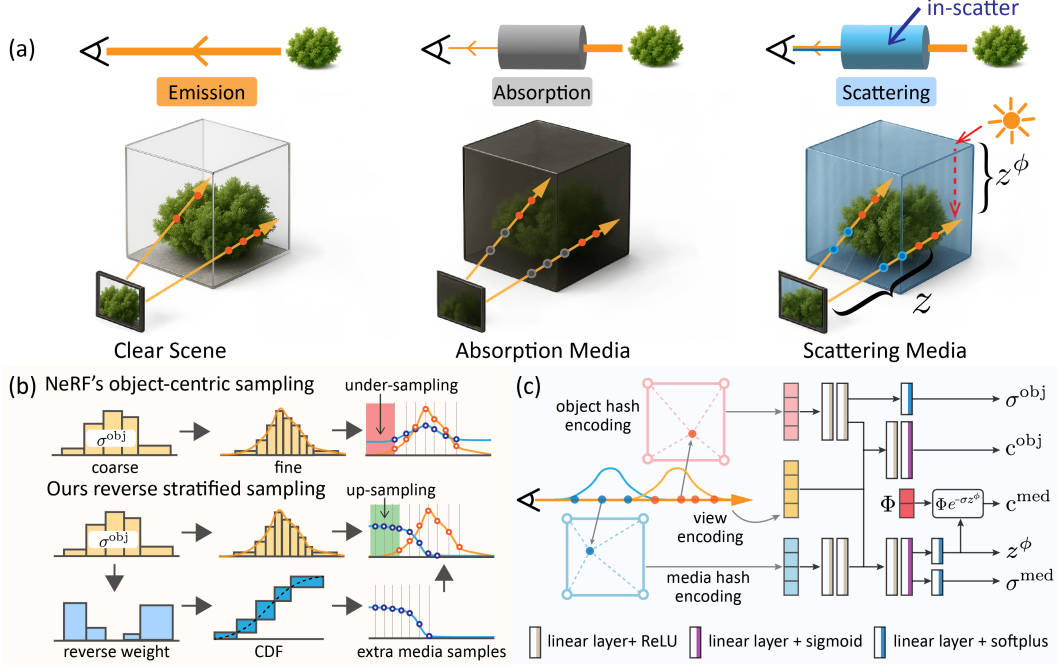 (a)
in-scatter
Emission
Absorption
Scattering
z^ϕ
z
Clear Scene
Absorption Media
Scattering Media
(b)
NeRF's object-centric sampling
under-sampling
σ^obj
coarse
fine
Ours reverse stratified sampling
up-sampling
σ^obj
reverse weight
CDF
extra media samples
(c)
object hash
encoding
view
encoding
media hash
encoding
Φ
Φe^-σz^ϕ
σ^obj
c^obj
c^med
z^ϕ
σ^med
linear layer+ ReLU
linear layer + sigmoid
linear layer + softplus